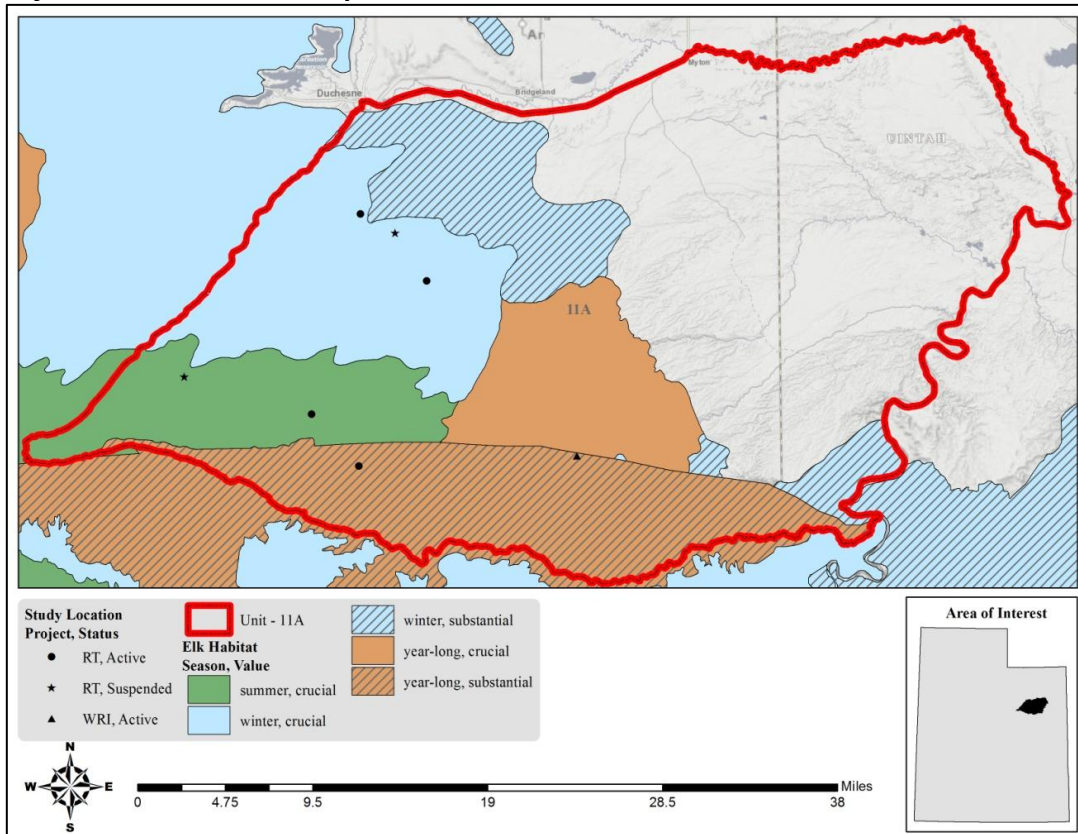 Ar
Duchesne
Bridgeland
Myton
UINTAH
11A
Study Location
Project, Status
RT, Active
RT, Suspended
WRI, Active
Unit - 11A
Elk Habitat
Season, Value
summer, crucial
winter, crucial
winter, substantial
year-long, crucial
year-long, substantial
Area of Interest
N
W E
S
0 4.75 9.5 19 28.5 38 Miles